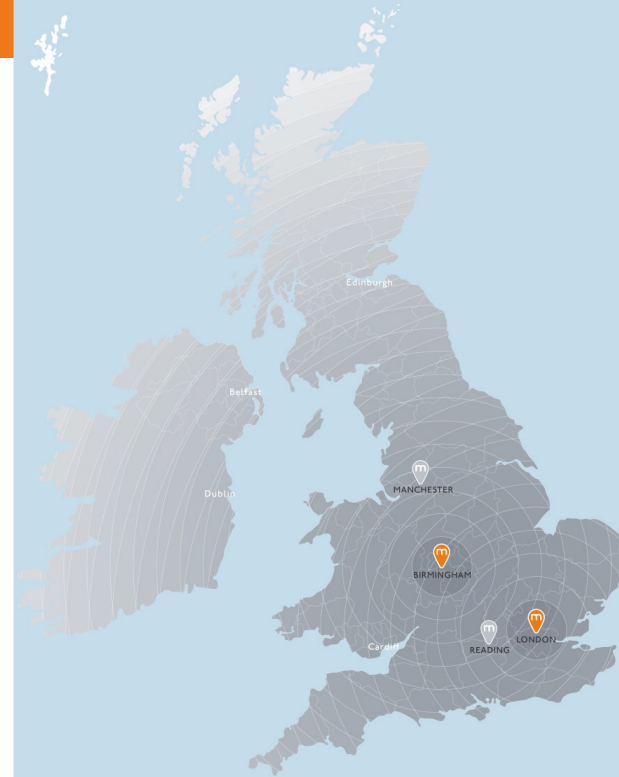 Edinburgh
Belfast
m
MANCHESTER
Dublin
m
BIRMINGHAM
m
m
LONDON
Cardiff
READING